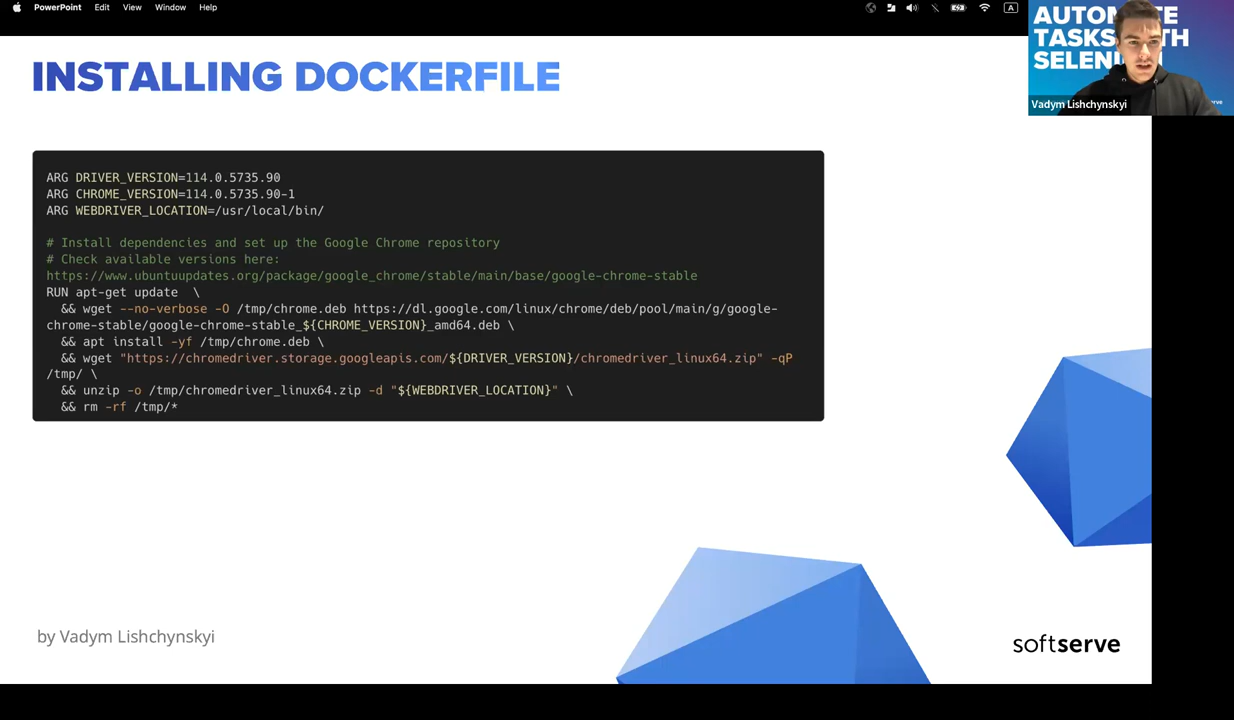 PowerPoint Edit View Window Help
A
INSTALLING DOCKERFILE
ARG DRIVER_VERSION=114.0.5735.90
ARG CHROME_VERSION=114.0.5735.90-1
ARG WEBDRIVER_LOCATION=/usr/local/bin/
# Install dependencies and set up the Google Chrome repository
# Check available versions here:
https://www.ubuntuupdates.org/package/google_chrome/stable/main/base/google-chrome-stable
RUN apt-get update  \
  && wget --no-verbose -O /tmp/chrome.deb https://dl.google.com/linux/chrome/deb/pool/main/g/google-
chrome-stable/google-chrome-stable_${CHROME_VERSION}_amd64.deb \
  && apt install -yf /tmp/chrome.deb \
  && wget "https://chromedriver.storage.googleapis.com/${DRIVER_VERSION}/chromedriver_linux64.zip" -qP
/tmp/ \
  && unzip -o /tmp/chromedriver_linux64.zip -d "${WEBDRIVER_LOCATION}" \
  && rm -rf /tmp/*
by Vadym Lishchynskyi
softserve
Vadym Lishchynskyi